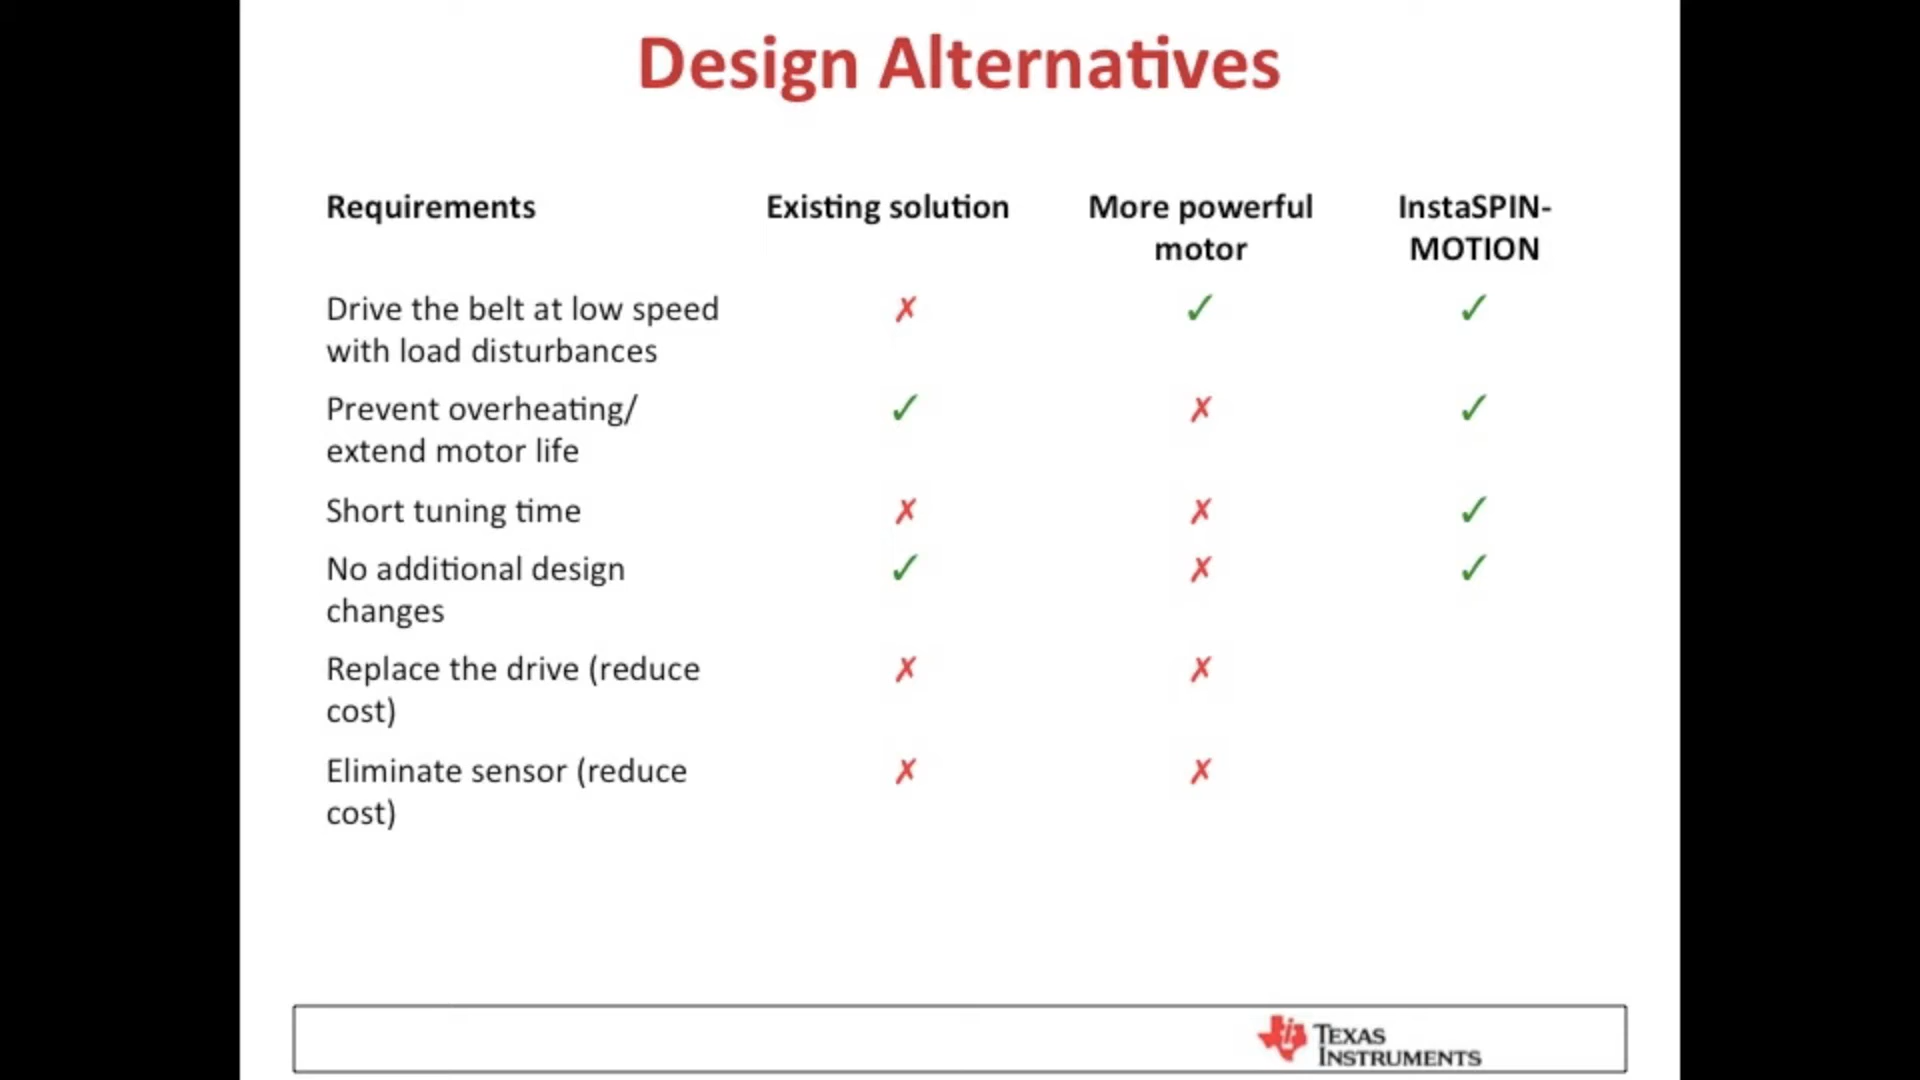 Design Alternatives
Requirements
Existing solution
More powerful
motor
InstaSPIN-
MOTION
Drive the belt at low speed
with load disturbances
✗ ✓ ✓
Prevent overheating/
extend motor life
✓ ✗ ✓
Short tuning time
✗ ✗ ✓
No additional design
changes
✓ ✗ ✓
Replace the drive (reduce
cost)
✗ ✗
Eliminate sensor (reduce
cost)
✗ ✗
TEXAS
INSTRUMENTS